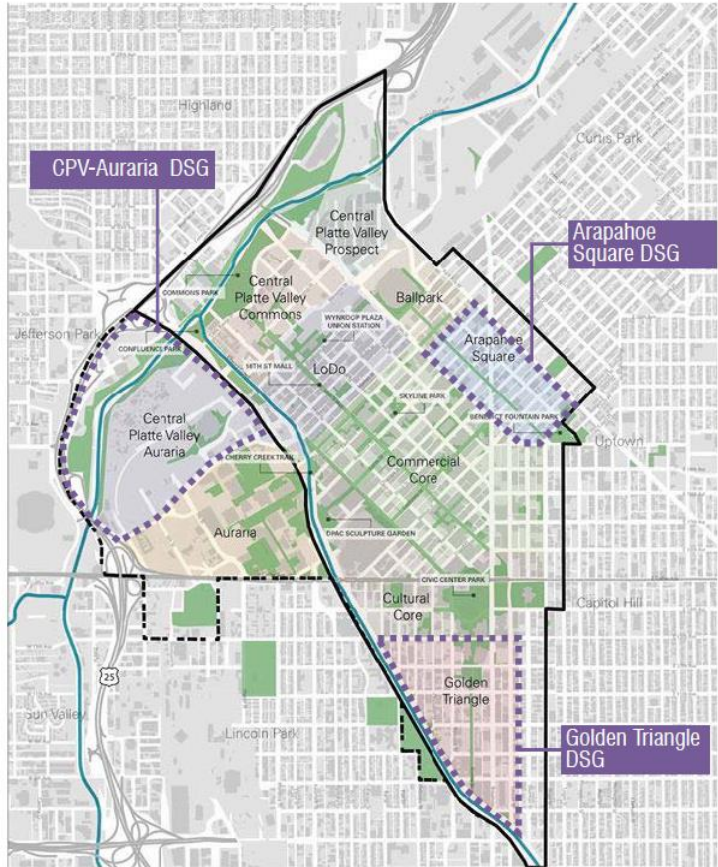 Highland
Curtis Park
CPV-Auraria DSG
Central
Platte Valley
Prospect
Arapahoe
Square DSG
COMMONS PARK
Central
Platte Valley
Commons
Ballpark
WYNKOOP PLAZA
UNION STATION
Jefferson Park
CONFLUENCE PARK
Arapahoe
Square
16TH ST MALL
LoDo
SKYLINE PARK
BENEDICT FOUNTAIN PARK
Central
Platte Valley
Auraria
Uptown
CHERRY CREEK TRAIL
Commercial
Core
Auraria
DPAC SCULPTURE GARDEN
CIVIC CENTER PARK
Cultural
Core
Capitol Hill
25
Golden
Triangle
Sun Valley
Lincoln Park
Golden Triangle
DSG